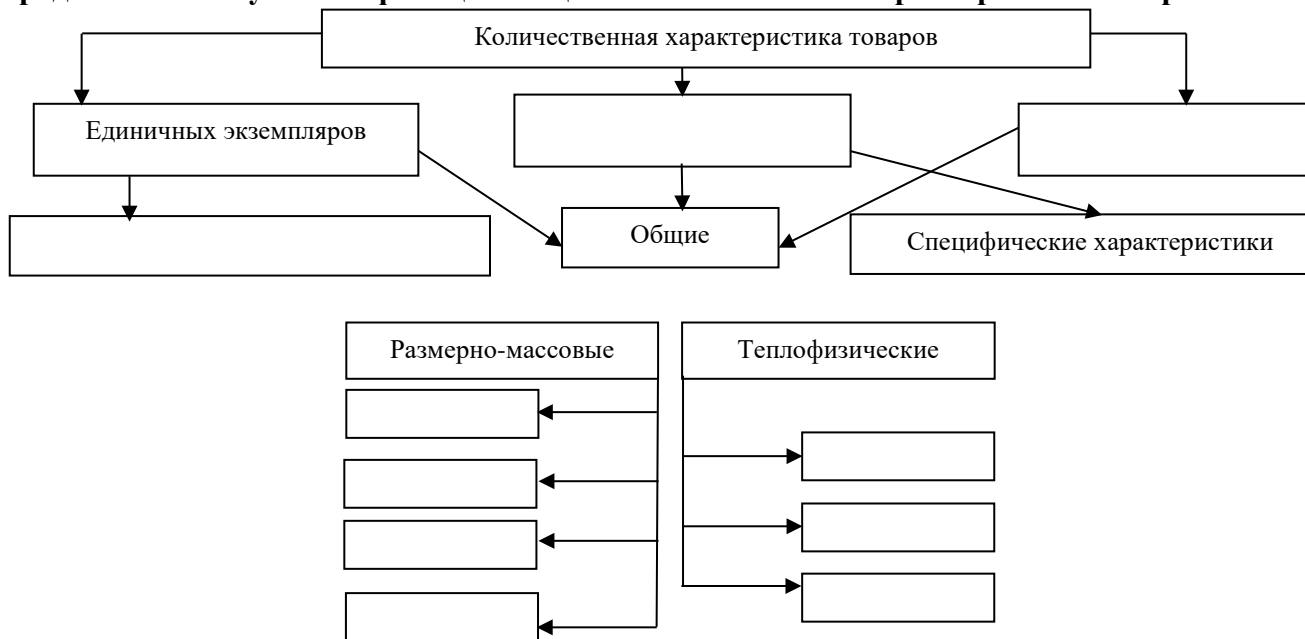 Количественная характеристика товаров
Единичных экземпляров
Общие
Специфические характеристики
Размерно-массовые
Теплофизические